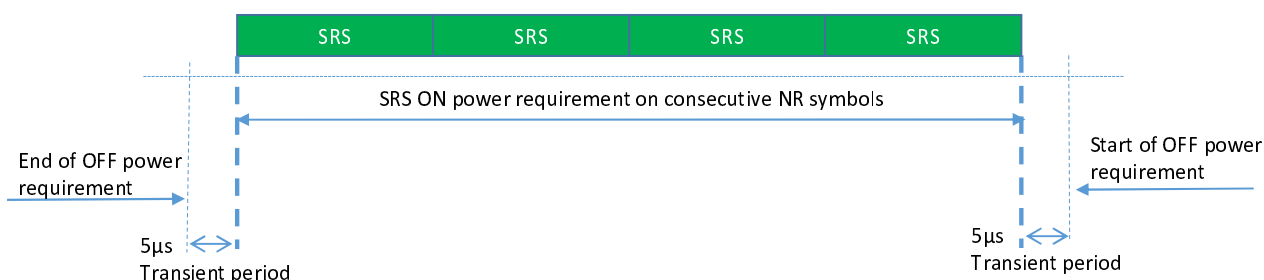 SRS SRS SRS SRS
SRS ON power requirement on consecutive NR symbols
End of OFF power
requirement
Start of OFF power
requirement
5µs
Transient period
5µs
Transient period